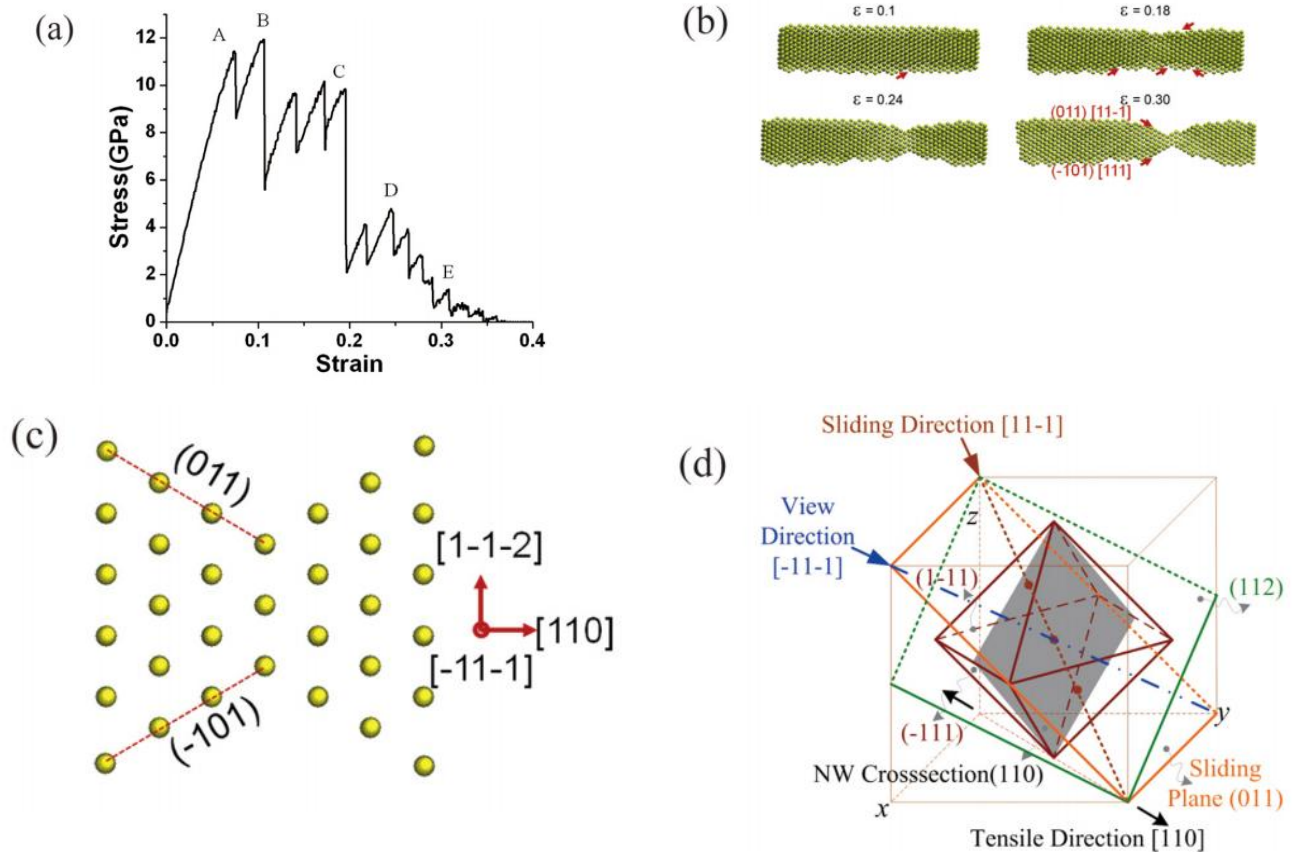 (a)
A
B
C
D
E
Stress(GPa)
12
10
8
6
4
2
0
0.0
0.1
0.2
0.3
0.4
Strain
(b)
ε = 0.1
ε = 0.18
ε = 0.24
ε = 0.30
(011) [11-1]
(-101) [111]
(c)
(011)
(-101)
[1-1-2]
[110]
[-11-1]
(d)
Sliding Direction [11-1]
View
Direction
[-11-1]
z
(1-11)
(112)
(-111)
y
NW Crosssection(110)
Sliding
Plane (011)
x
Tensile Direction [110]